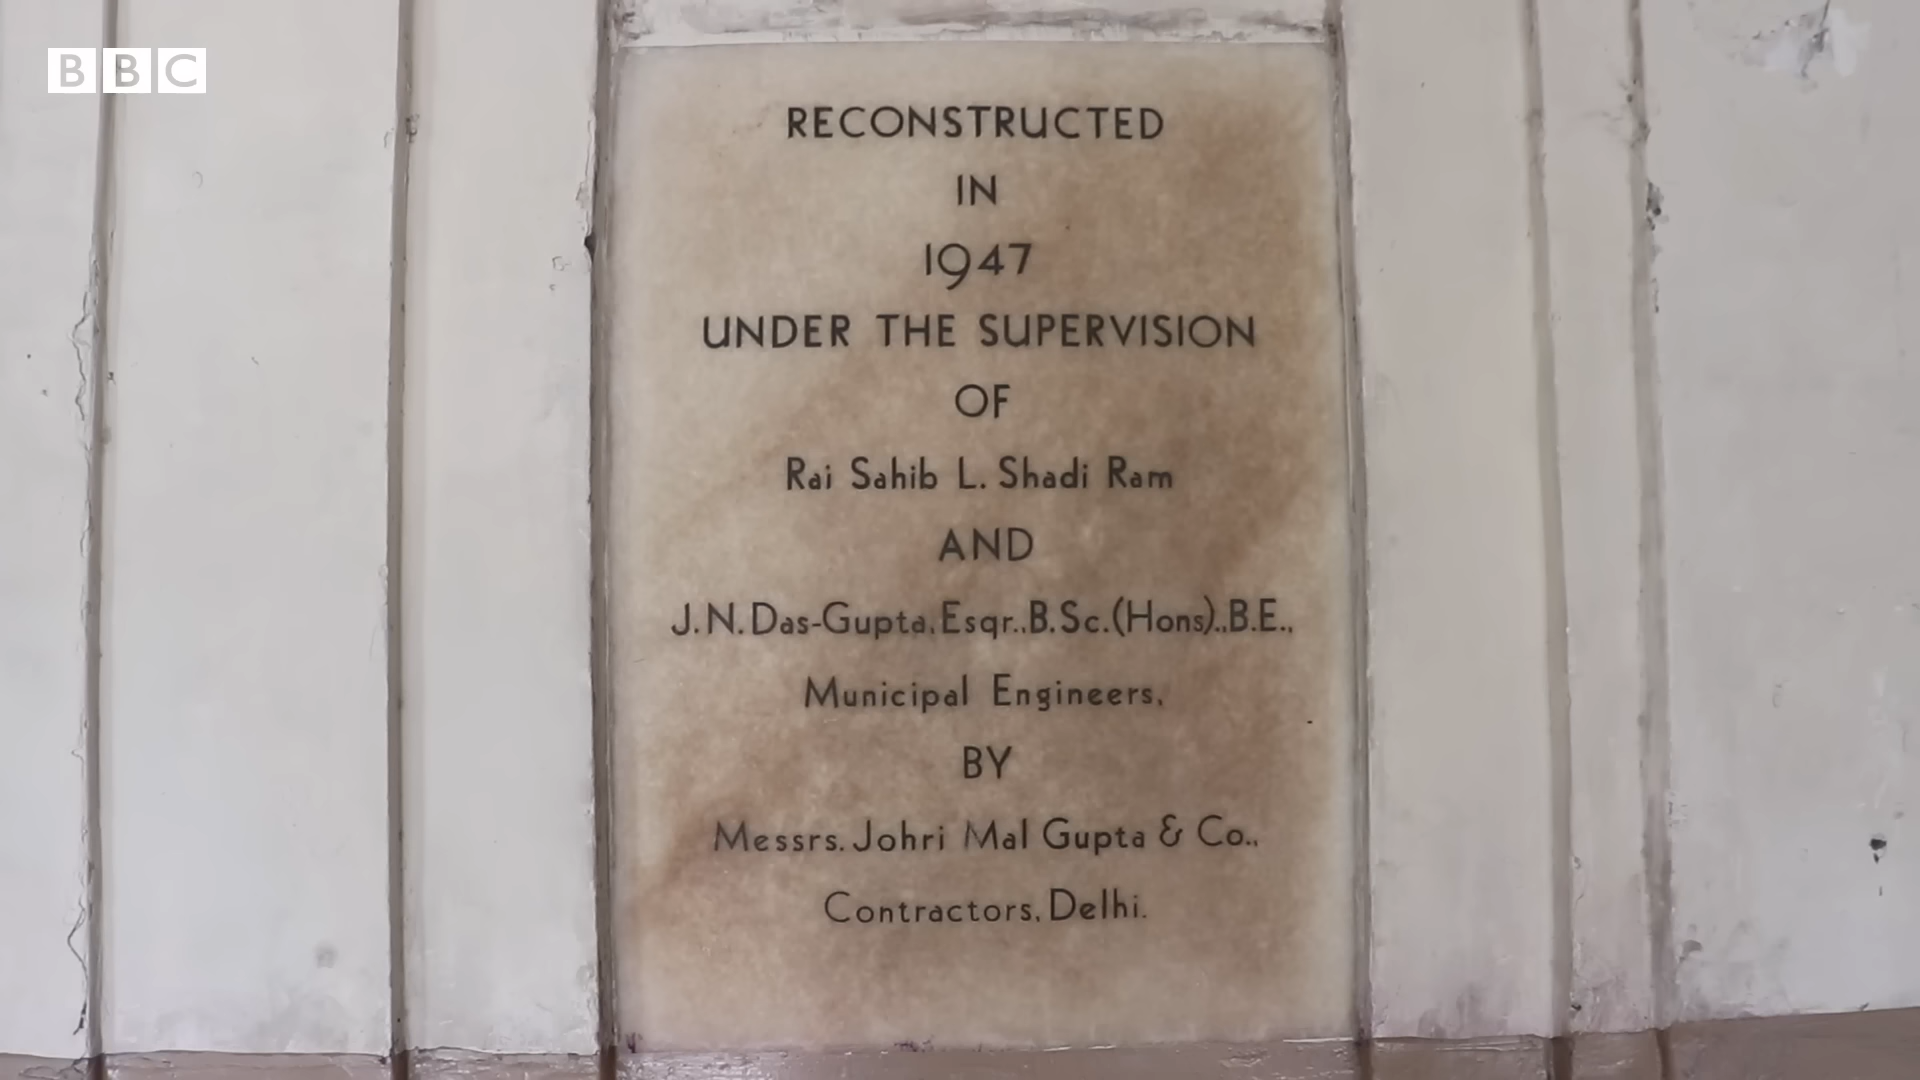 BBC
RECONSTRUCTED
IN
1947
UNDER THE SUPERVISION
OF
Rai Sahib L. Shadi Ram
AND
J.N.Das-Gupta,Esqr.,B.Sc.(Hons).,B.E.,
Municipal Engineers,
BY
Messrs. Johri Mal Gupta & Co.,
Contractors, Delhi.